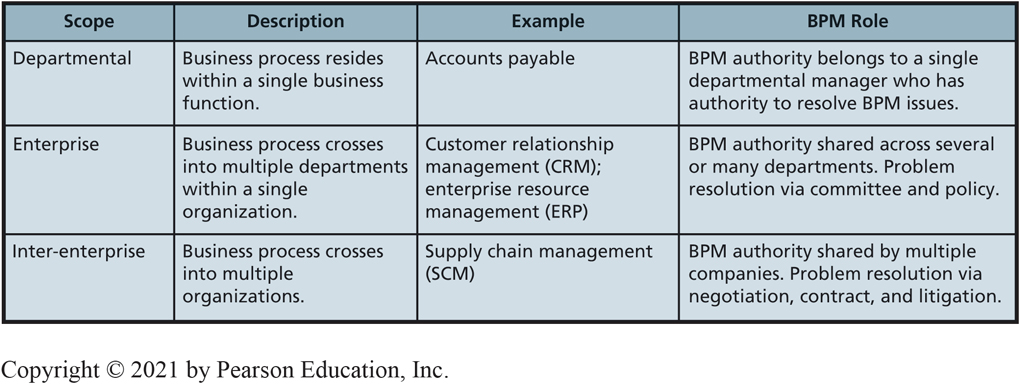 Scope Description Example BPM Role
Departmental
Business process resides
within a single business
function.
Accounts payable
BPM authority belongs to a single
departmental manager who has
authority to resolve BPM issues.
Enterprise
Business process crosses
into multiple departments
within a single
organization.
Customer relationship
management (CRM);
enterprise resource
management (ERP)
BPM authority shared across several
or many departments. Problem
resolution via committee and policy.
Inter-enterprise
Business process crosses
into multiple
organizations.
Supply chain management
(SCM)
BPM authority shared by multiple
companies. Problem resolution via
negotiation, contract, and litigation.
Copyright © 2021 by Pearson Education, Inc.